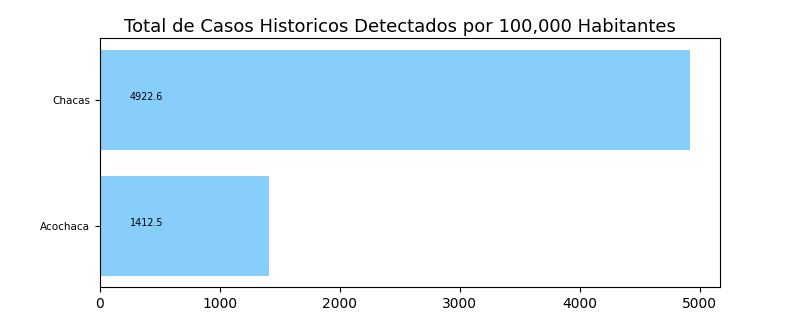 Total de Casos Historicos Detectados por 100,000 Habitantes
Chacas
4922.6
Acochaca
1412.5
0 1000 2000 3000 4000 5000